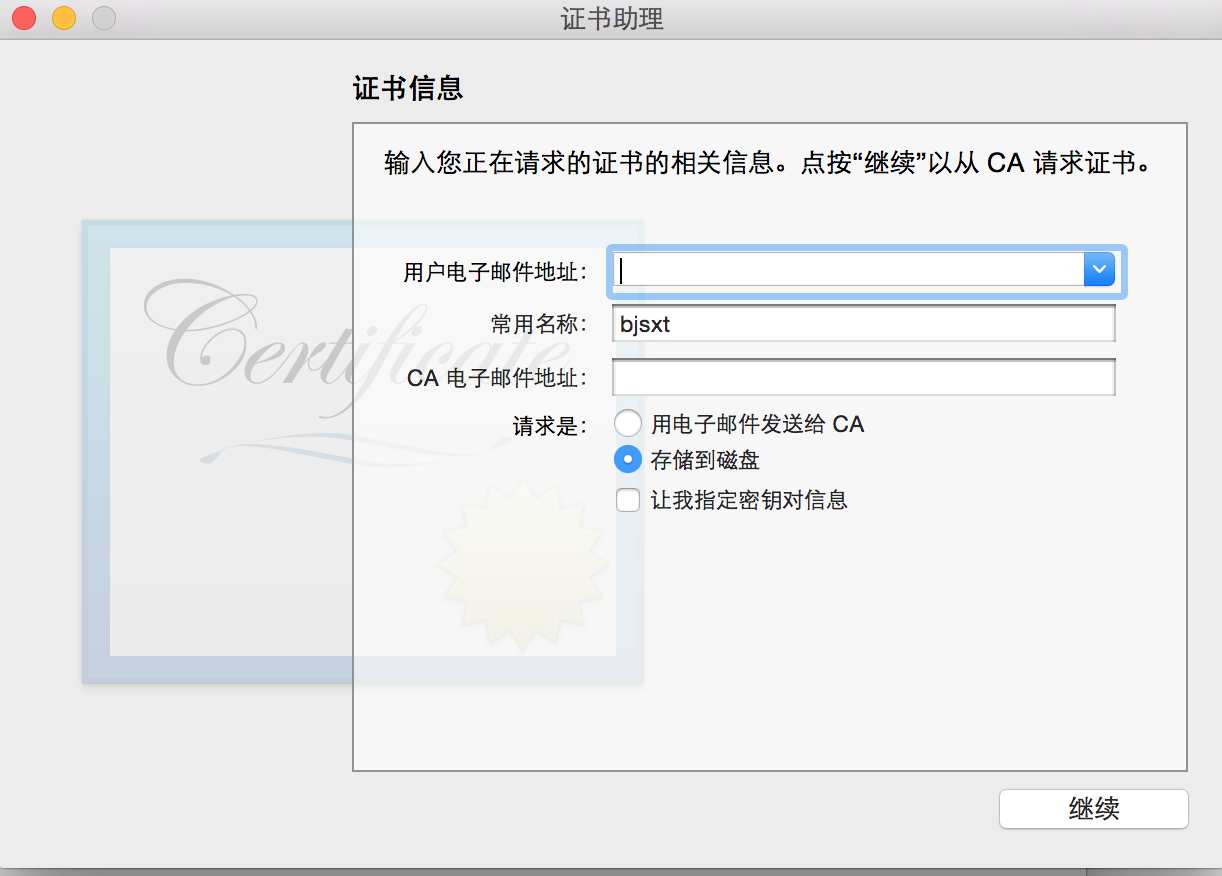 证书助理
证书信息
输入您正在请求的证书的相关信息。点按“继续”以从 CA 请求证书。
Certificate
用户电子邮件地址：
常用名称： bjsxt
CA 电子邮件地址：
请求是： 用电子邮件发送给 CA
存储到磁盘
让我指定密钥对信息
继续